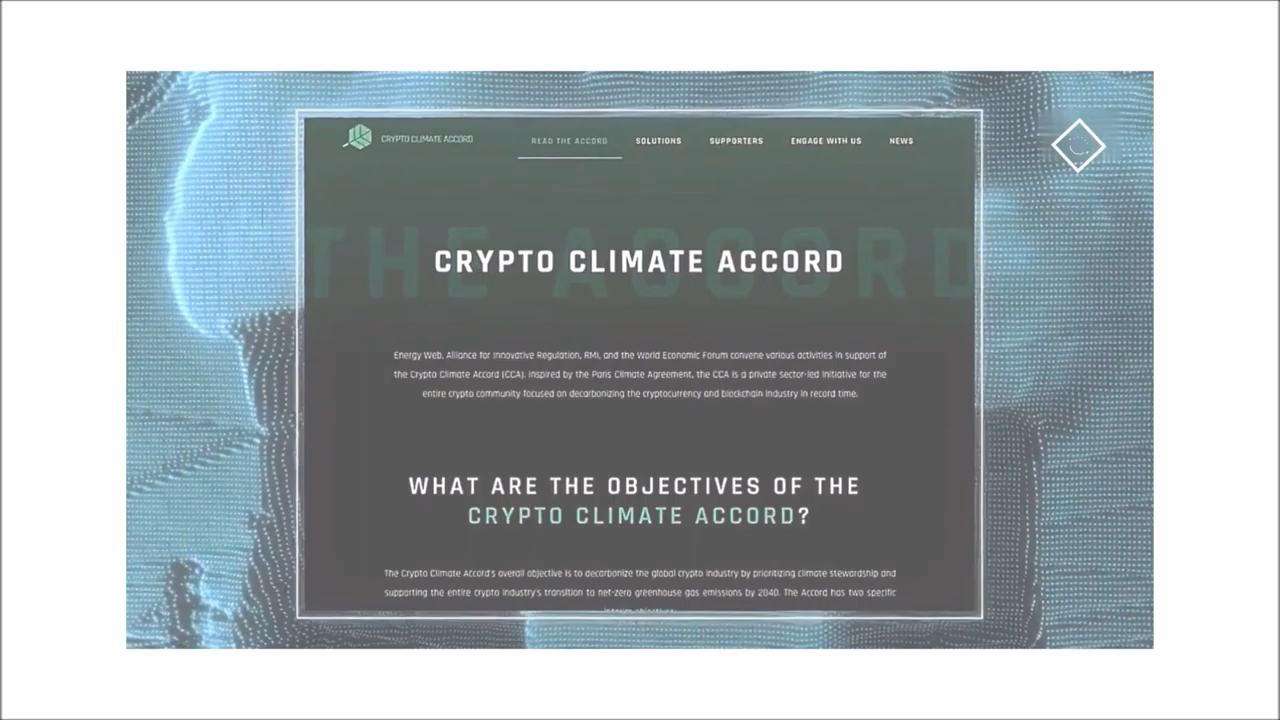 CRYPTO CLIMATE ACCORD
READ THE ACCORD
SOLUTIONS
SUPPORTERS
ENGAGE WITH US
NEWS
THE ACCORD
CRYPTO CLIMATE ACCORD
Energy Web, Alliance for Innovative Regulation, RMI, and the World Economic Forum convene various activities in support of
the Crypto Climate Accord (CCA). Inspired by the Paris Climate Agreement, the CCA is a private sector-led initiative for the
entire crypto community focused on decarbonizing the cryptocurrency and blockchain industry in record time.
WHAT ARE THE OBJECTIVES OF THE
CRYPTO CLIMATE ACCORD?
The Crypto Climate Accord's overall objective is to decarbonize the global crypto industry by prioritizing climate stewardship and
supporting the entire crypto industry's transition to net-zero greenhouse gas emissions by 2040. The Accord has two specific
interim objectives: